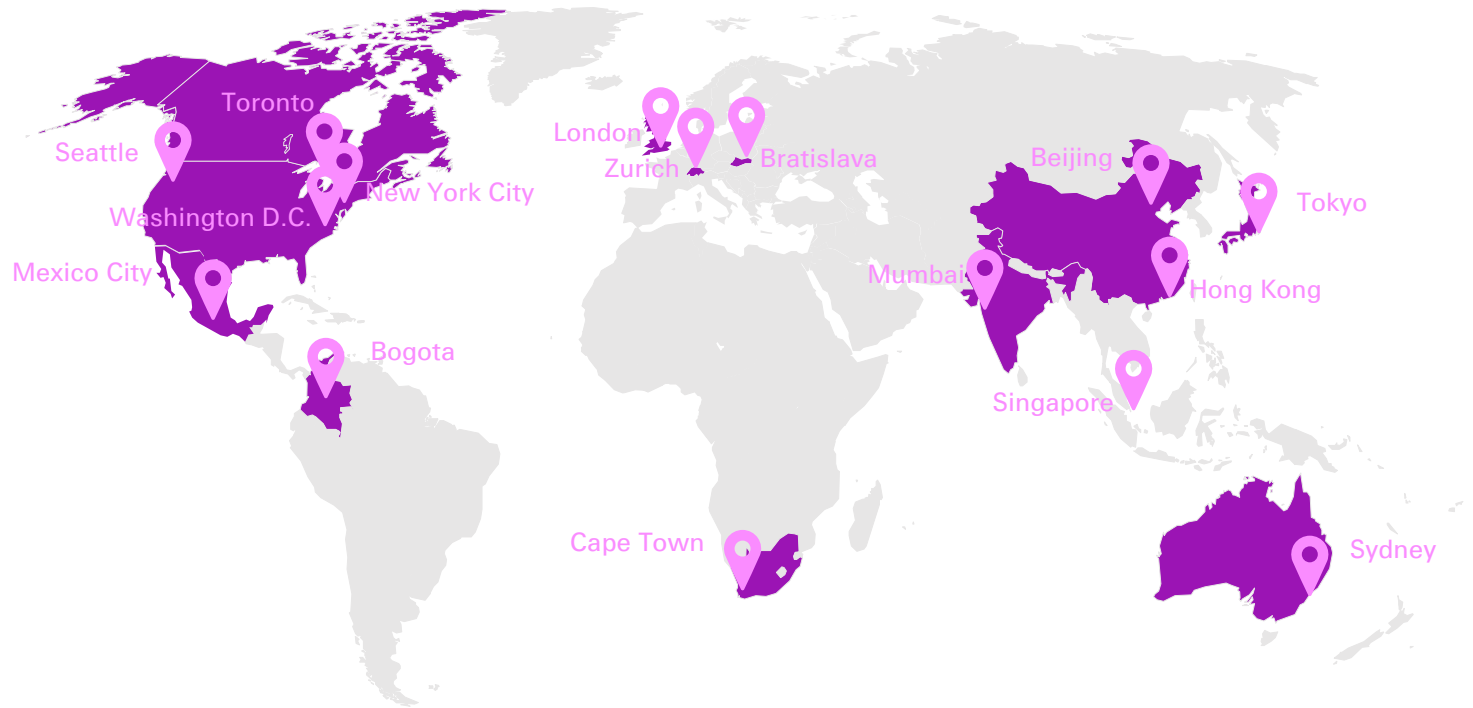 Toronto
London
Seattle
Zurich
Bratislava
Beijing
New York City
Tokyo
Washington D.C.
Mexico City
Mumbai
Hong Kong
Bogota
Singapore
Cape Town
Sydney